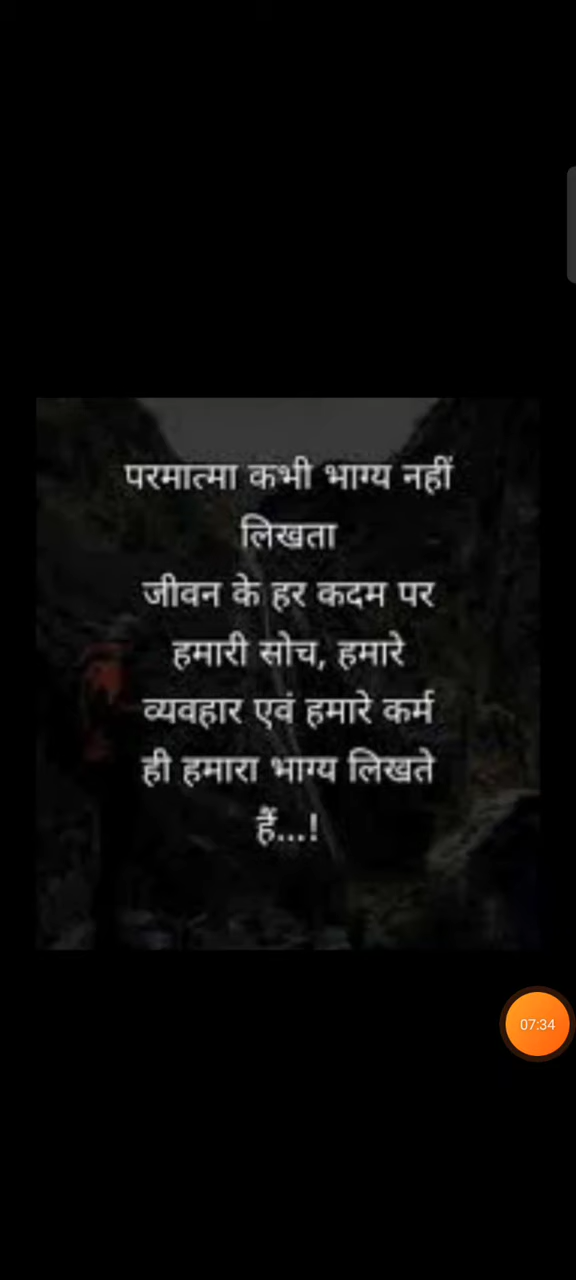 परमात्मा कभी भाग्य नहीं
लिखता
जीवन के हर कदम पर
हमारी सोच, हमारे
व्यवहार एवं हमारे कर्म
ही हमारा भाग्य लिखते
हैं...!
07:34